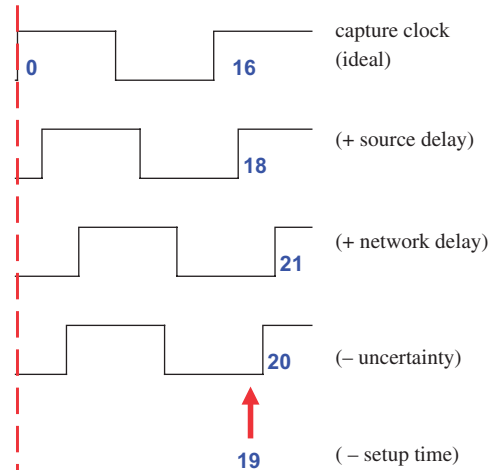 capture clock
(ideal)
0
16
(+ source delay)
18
(+ network delay)
21
(– uncertainty)
20
19
( – setup time)